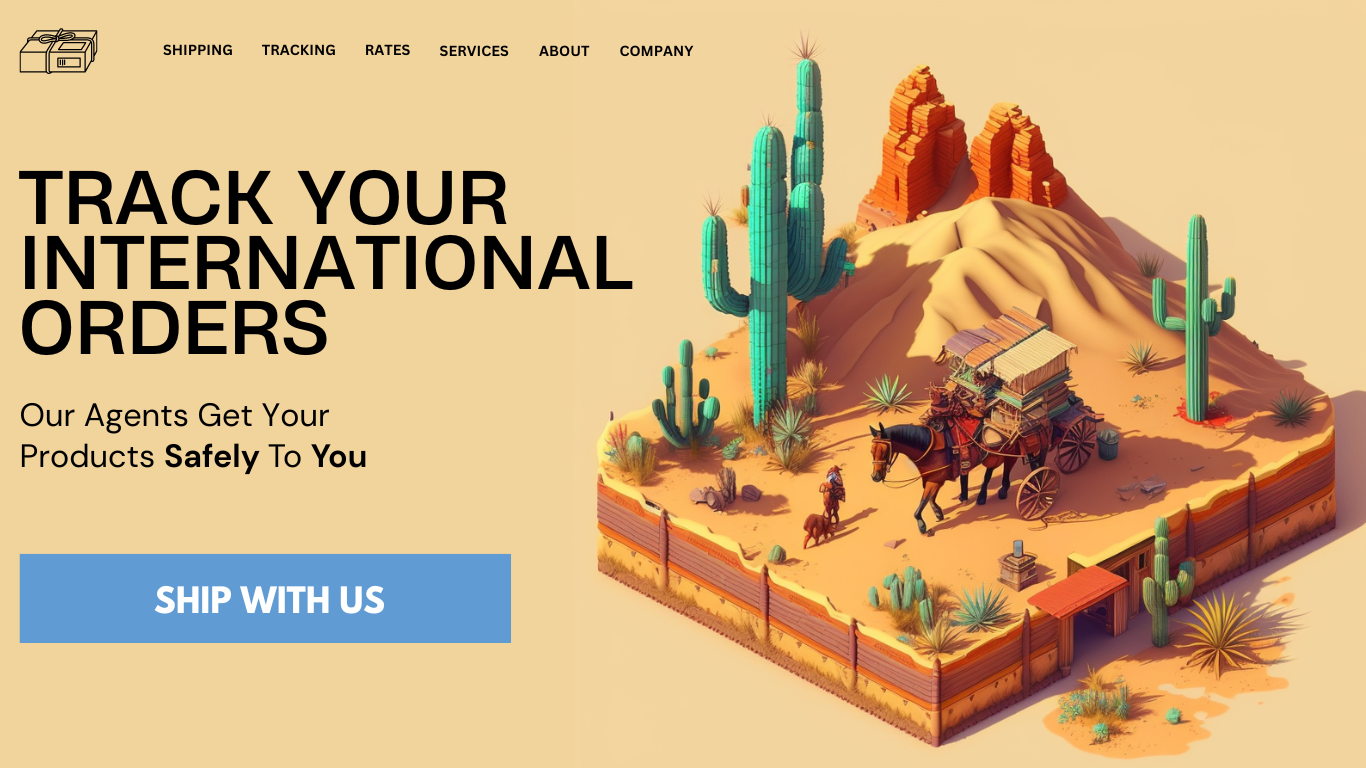 SHIPPING TRACKING RATES SERVICES ABOUT COMPANY
TRACK YOUR
INTERNATIONAL
ORDERS
Our Agents Get Your
Products Safely To You
SHIP WITH US